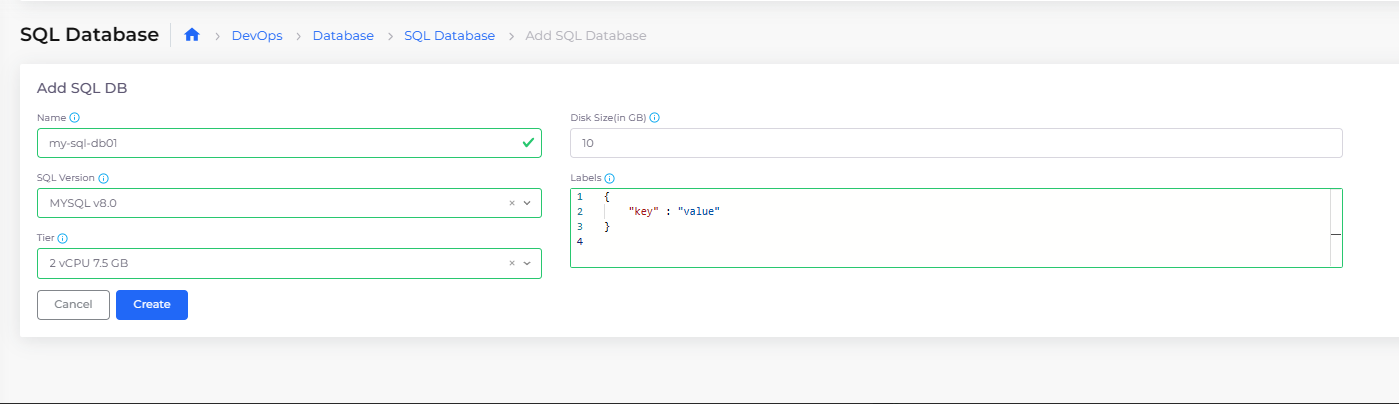 SQL Database
DevOps > Database > SQL Database > Add SQL Database
Add SQL DB
Name
my-sql-db01
SQL Version
MYSQL v8.0
Tier
2 vCPU 7.5 GB
Cancel Create
Disk Size(in GB)
10
Labels
1 {
2 "key" : "value"
3 }
4